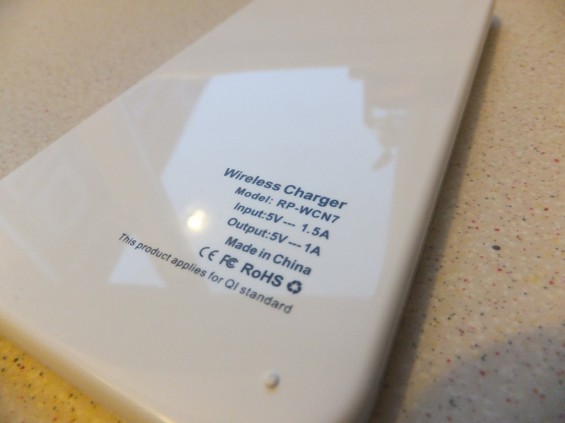 Wireless Charger
Model: RP-WCN7
Input:5V --- 1.5A
Output:5V --- 1A
Made in China
CE FC RoHS
This product applies for QI standard